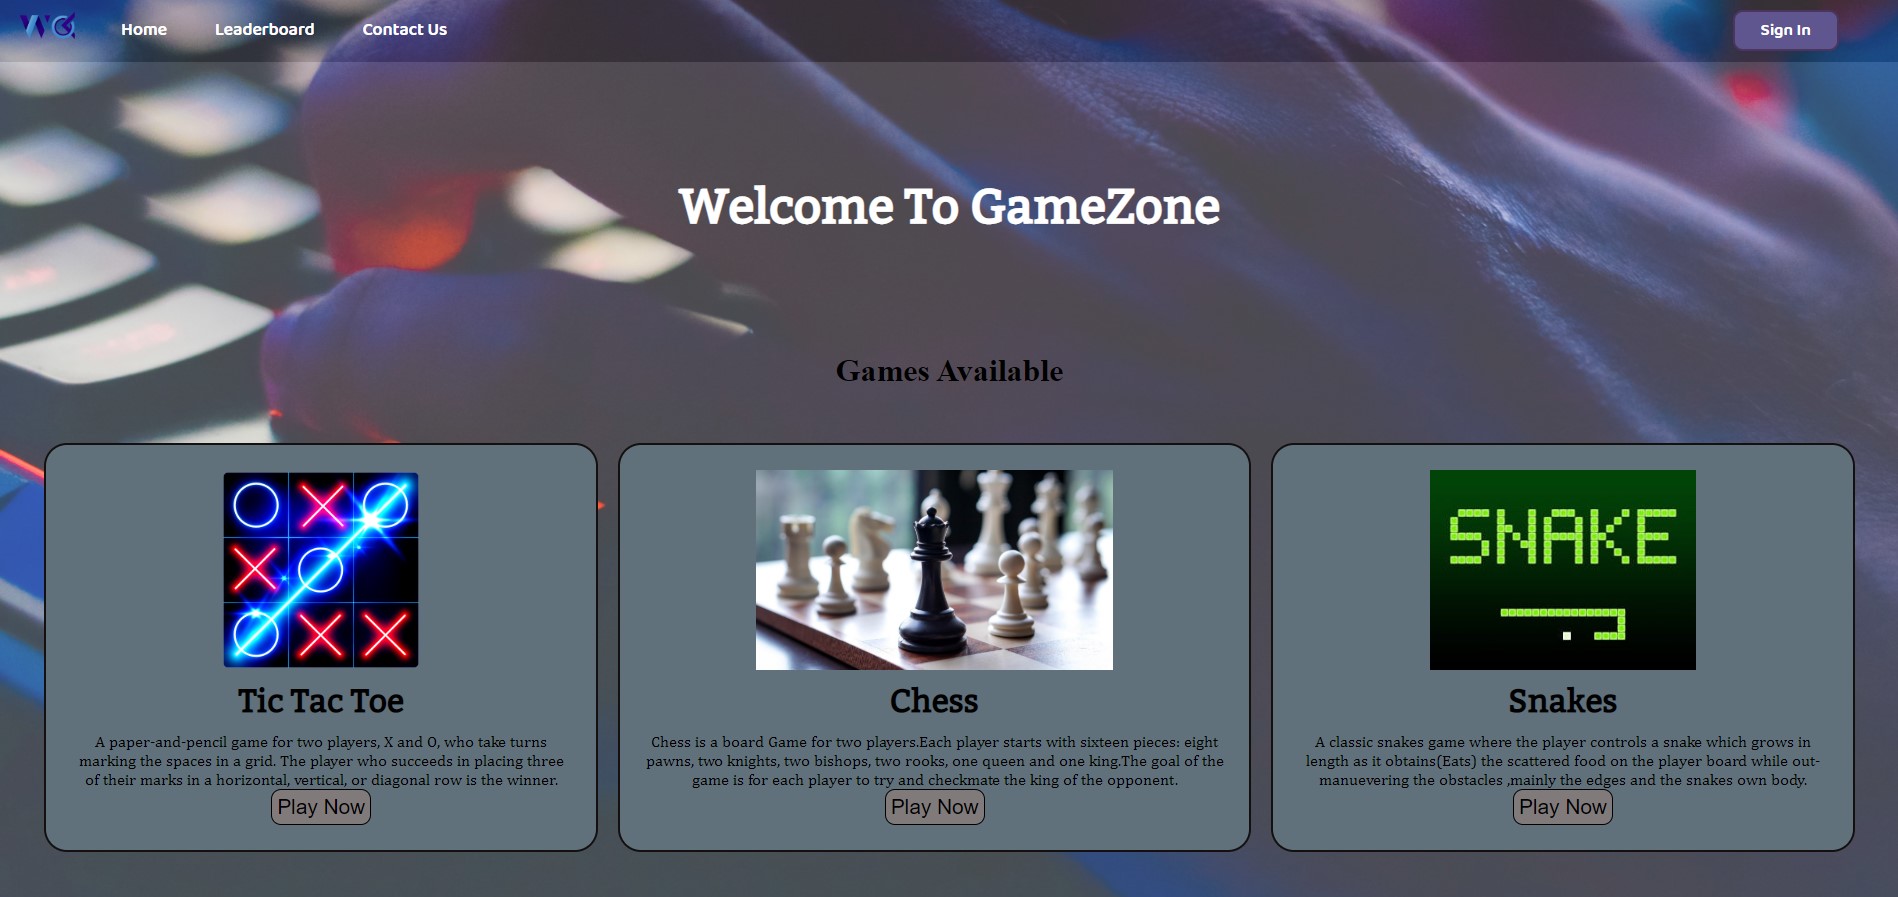 WG
Home
Leaderboard
Contact Us
Sign In
Welcome To GameZone
Games Available
SNAKE
Tic Tac Toe
A paper-and-pencil game for two players, X and O, who take turns
marking the spaces in a grid. The player who succeeds in placing three
of their marks in a horizontal, vertical, or diagonal row is the winner.
Play Now
Chess
Chess is a board Game for two players.Each player starts with sixteen pieces: eight
pawns, two knights, two bishops, two rooks, one queen and one king.The goal of the
game is for each player to try and checkmate the king of the opponent.
Play Now
Snakes
A classic snakes game where the player controls a snake which grows in
length as it obtains(Eats) the scattered food on the player board while out-
manuevering the obstacles ,mainly the edges and the snakes own body.
Play Now